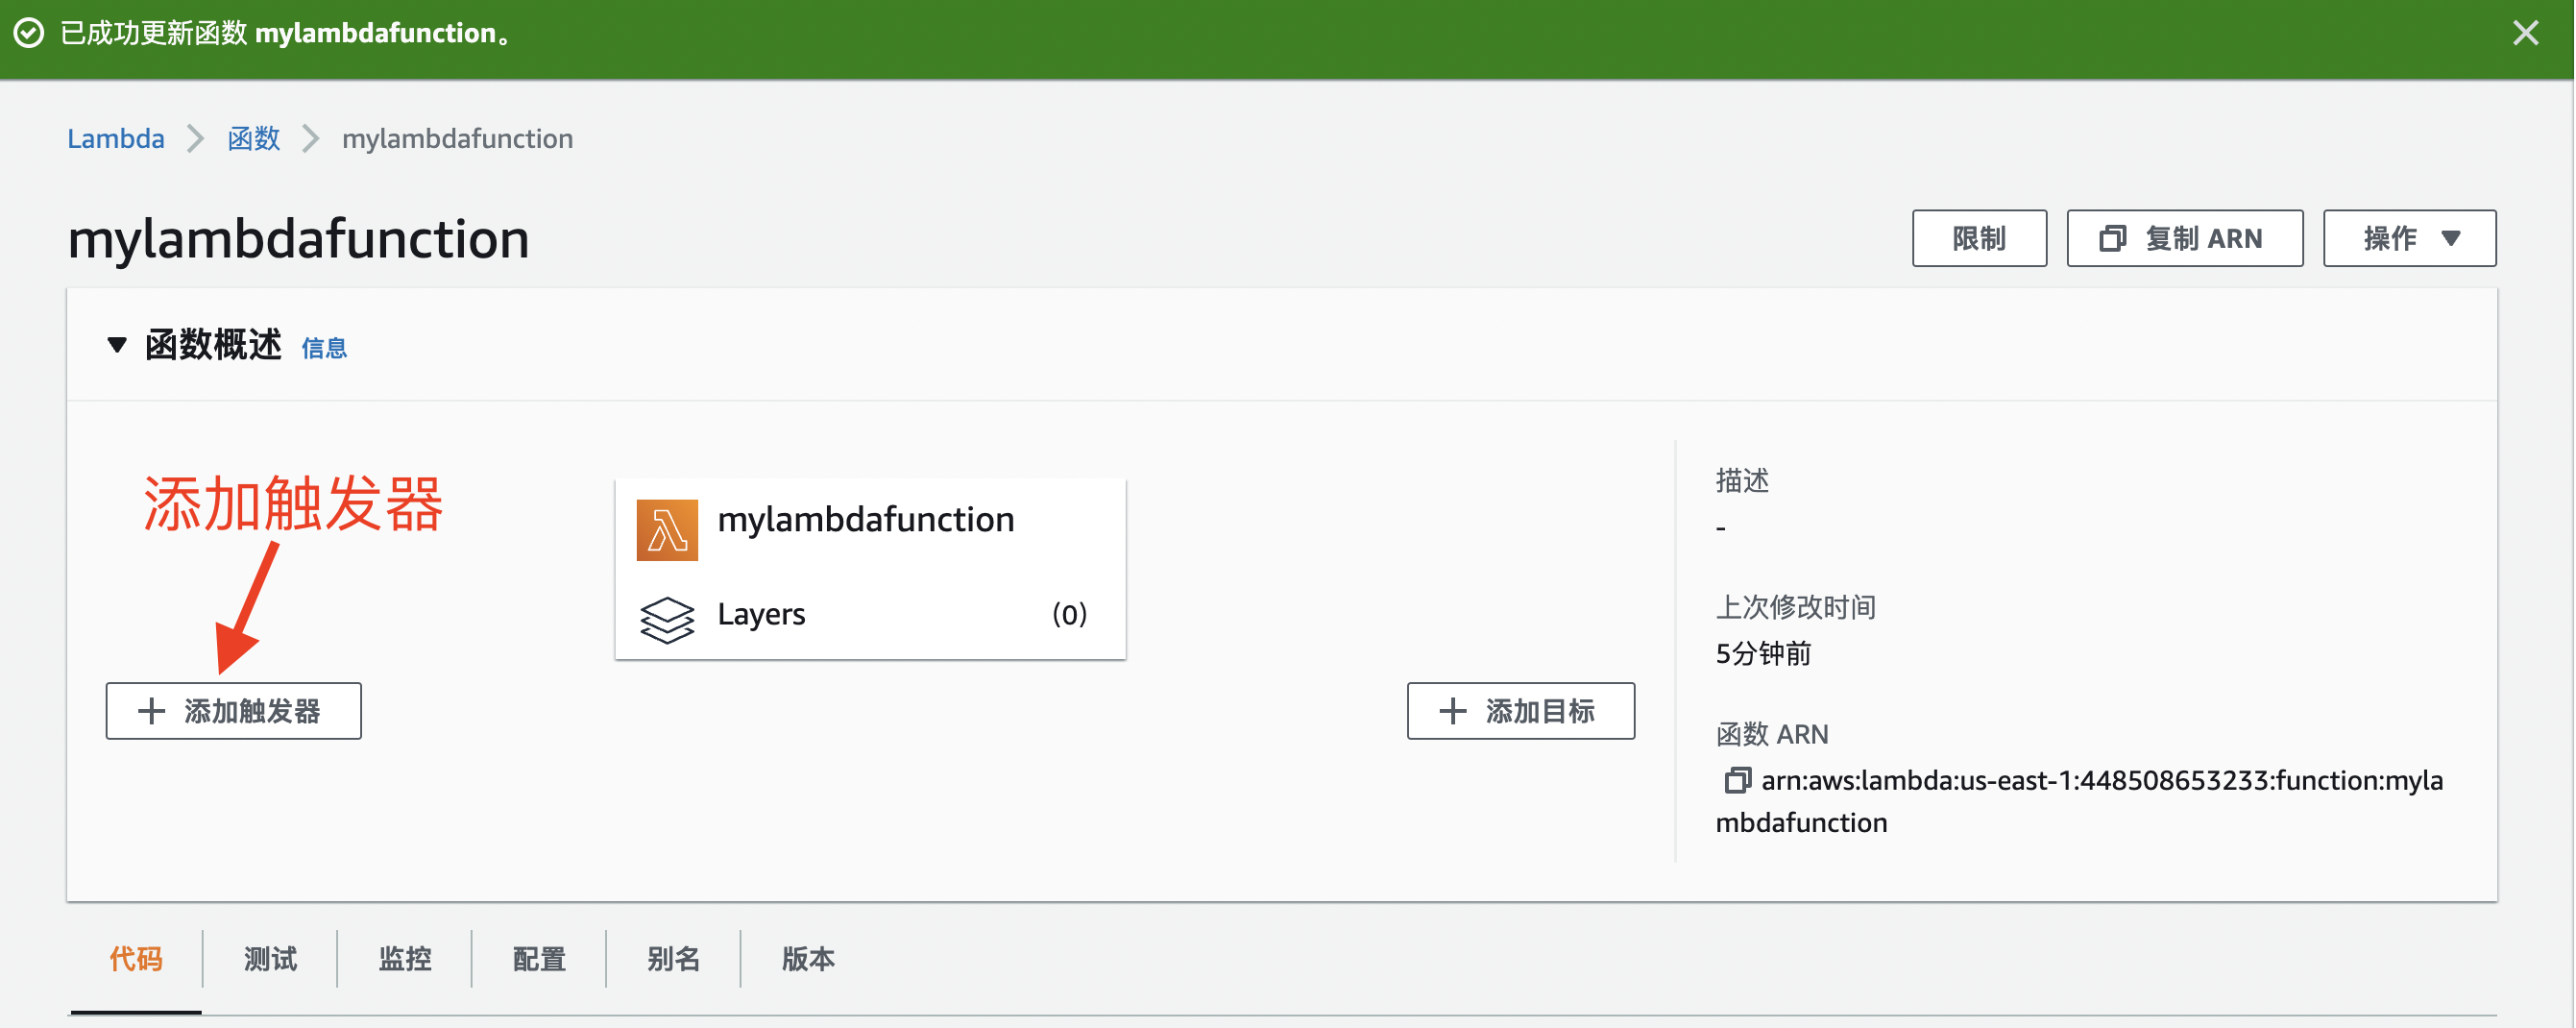 已成功更新函数 mylambdafunction。
Lambda 函数 mylambdafunction
mylambdafunction
限制 复制 ARN 操作
函数概述 信息
添加触发器
mylambdafunction
Layers (0)
添加触发器
添加目标
描述
-
上次修改时间
5分钟前
函数 ARN
arn:aws:lambda:us-east-1:448508653233:function:myla
mbdafunction
代码 测试 监控 配置 别名 版本